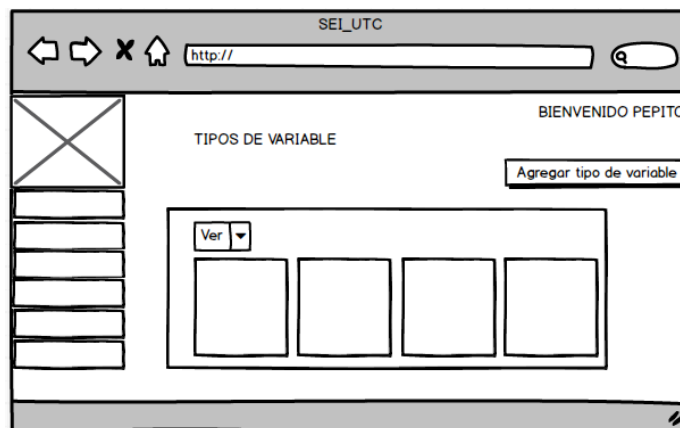 SEI_UTC
http://
BIENVENIDO PEPITO
TIPOS DE VARIABLE
Agregar tipo de variable
Ver